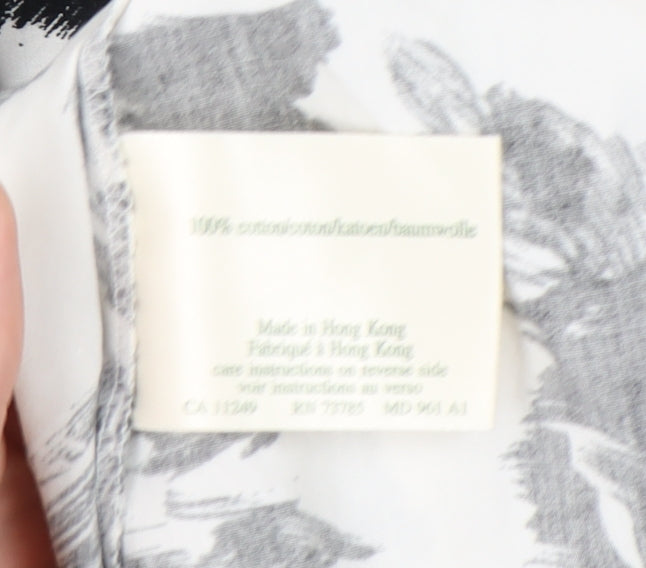 100% cotton/coton/katoen/baumwolle
Made in Hong Kong
Fabriqué à Hong Kong
care instructions on reverse side
voir instructions au verso
CA 11249 RN 73785 MD 901 A1